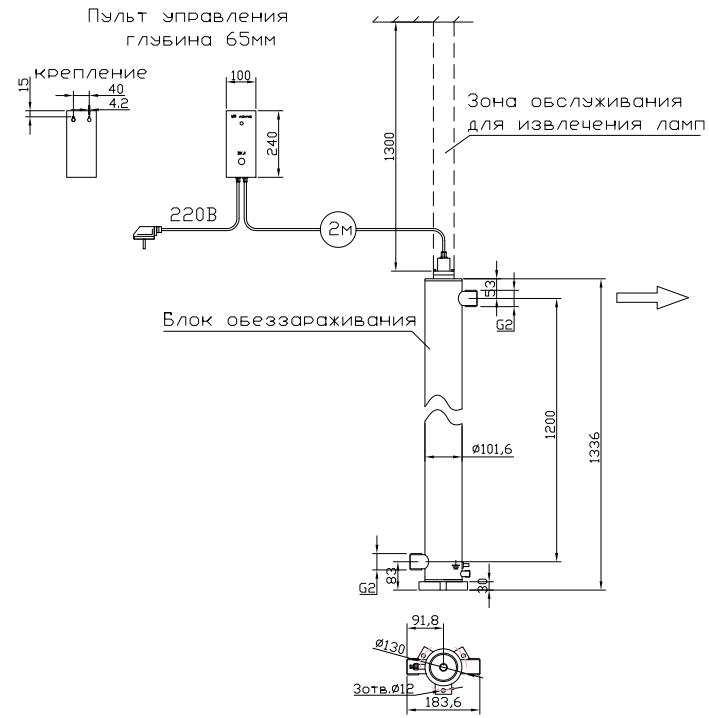 Пульт управления
глубина 65мм
крепление
15
40
4.2
100
240
ВКЛ
220В
2м
1300
Зона обслуживания
для извлечения ламп
Блок обеззараживания
53
G2
1200
1336
Ø101,6
G2
83
30
91,8
Ø130
3отв.Ø12
183,6